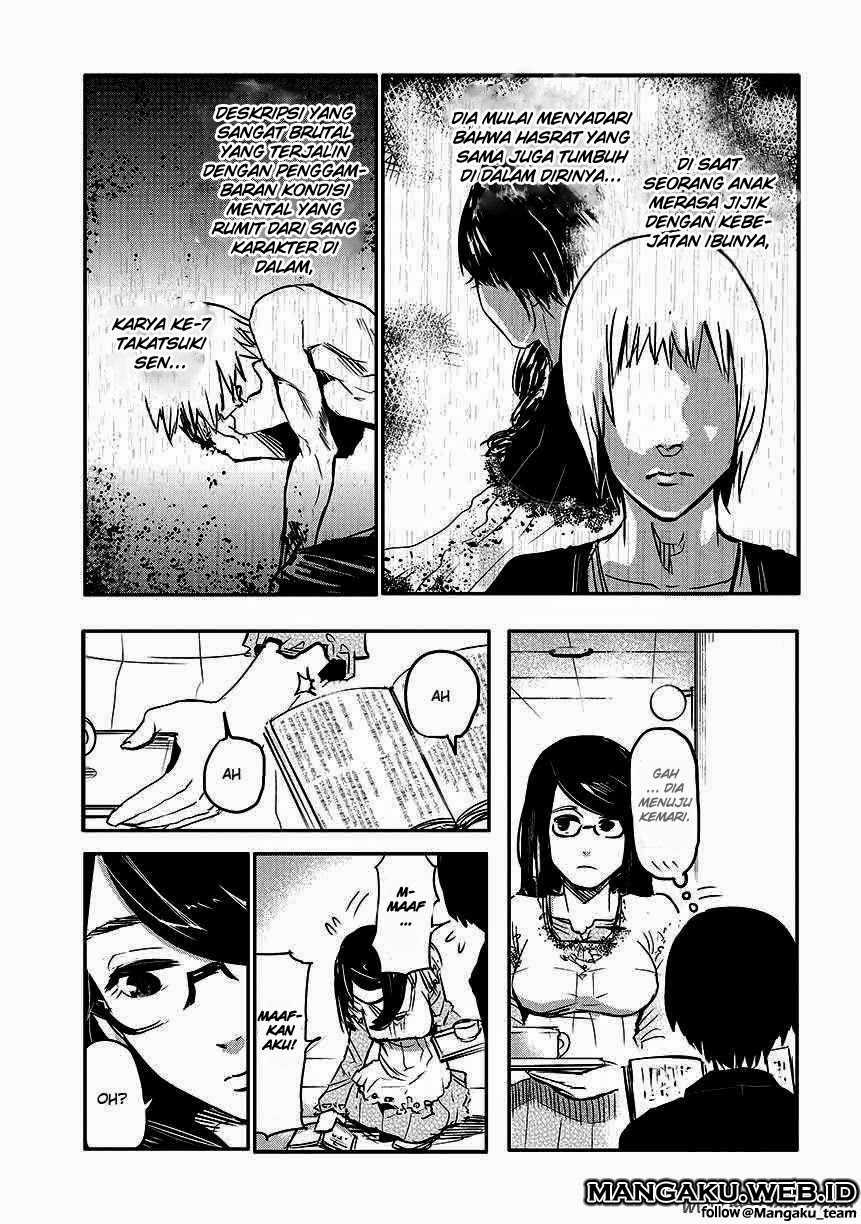 DI SAAT
SEORANG ANAK
MERASA JIJIK
DENGAN KEBE-
JATAN IBUNYA,
DIA MULAI MENYADARI
BAHWA HASRAT YANG
SAMA JUGA TUMBUH
DI DALAM DIRINYA...
DESKRIPSI YANG
SANGAT BRUTAL
YANG TERJALIN
DENGAN PENGGAM-
BARAN KONDISI
MENTAL YANG
RUMIT DARI SANG
KARAKTER DI
DALAM,
KARYA KE-7
TAKATSUKI
SEN...
GAH
... DIA
MENUJU
KEMARI.
AH
AH
M-
MAAF
...
MAAF-
KAN
AKU!
OH?
MANGAKU.WEB.ID
follow @Mangaku_team